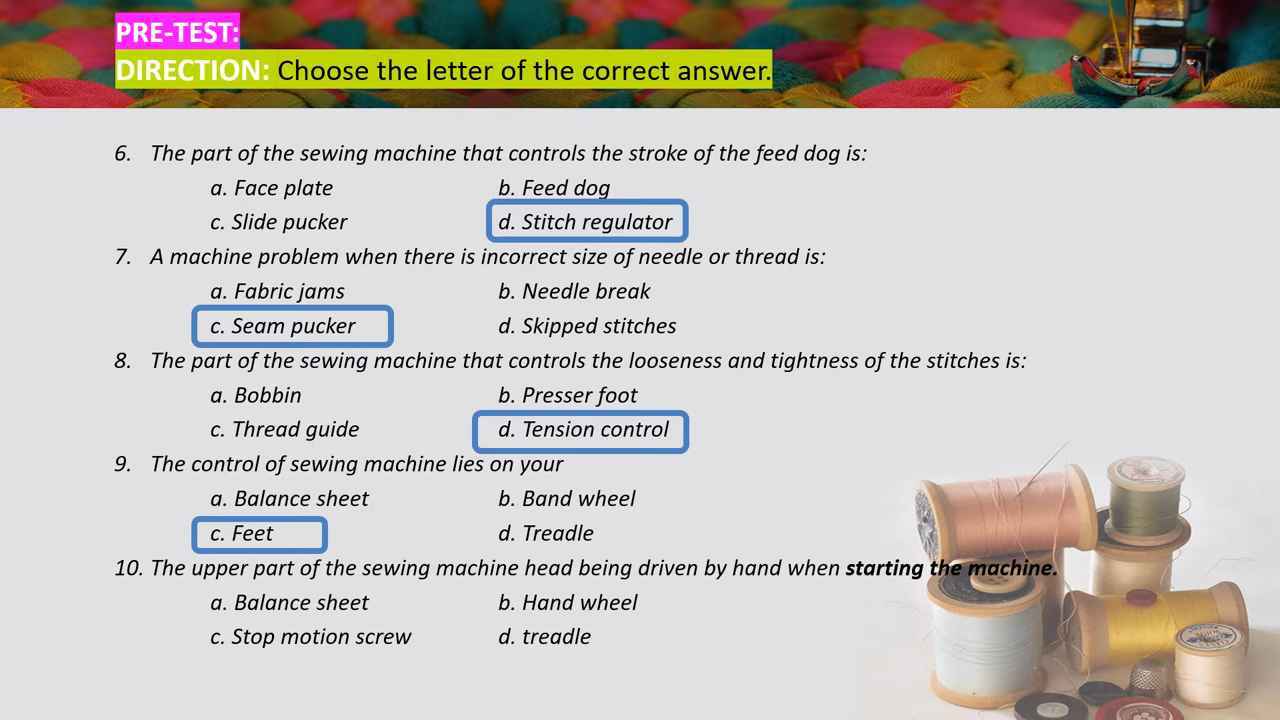 PRE-TEST:
DIRECTION: Choose the letter of the correct answer.
6. The part of the sewing machine that controls the stroke of the feed dog is:
a. Face plate b. Feed dog
c. Slide pucker d. Stitch regulator
7. A machine problem when there is incorrect size of needle or thread is:
a. Fabric jams b. Needle break
c. Seam pucker d. Skipped stitches
8. The part of the sewing machine that controls the looseness and tightness of the stitches is:
a. Bobbin b. Presser foot
c. Thread guide d. Tension control
9. The control of sewing machine lies on your
a. Balance sheet b. Band wheel
c. Feet d. Treadle
10. The upper part of the sewing machine head being driven by hand when starting the machine.
a. Balance sheet b. Hand wheel
c. Stop motion screw d. treadle